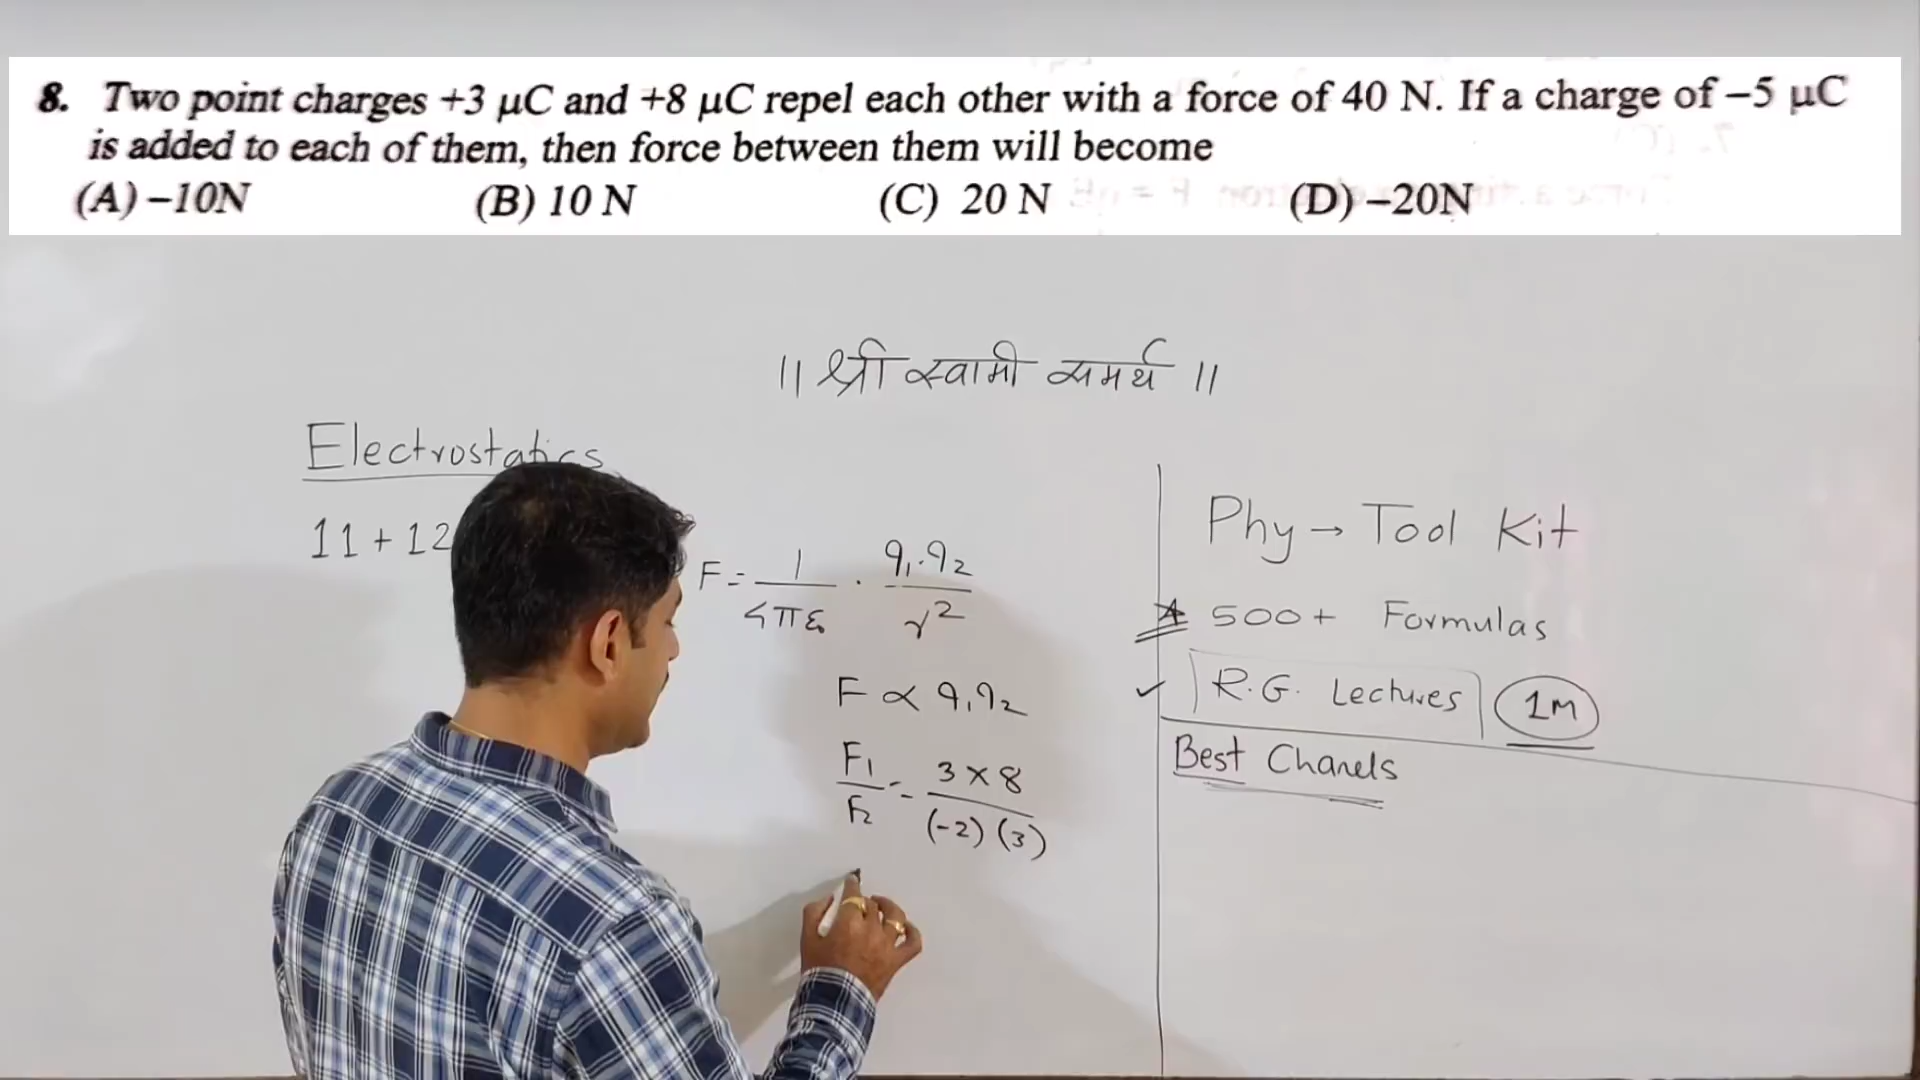 8. Two point charges +3 μC and +8 μC repel each other with a force of 40 N. If a charge of –5 μC
is added to each of them, then force between them will become
(A) –10N (B) 10 N (C) 20 N (D) –20N
॥ श्री स्वामी समर्थ ॥
Electrostatics
11 + 12
F = 1 / 4πε₀ · q₁·q₂ / r²
F ∝ q₁q₂
F₁ / F₂ = 3 × 8 / (-2) (3)
Phy → Tool Kit
500+ Formulas
R.G. Lectures 1M
Best Chanels